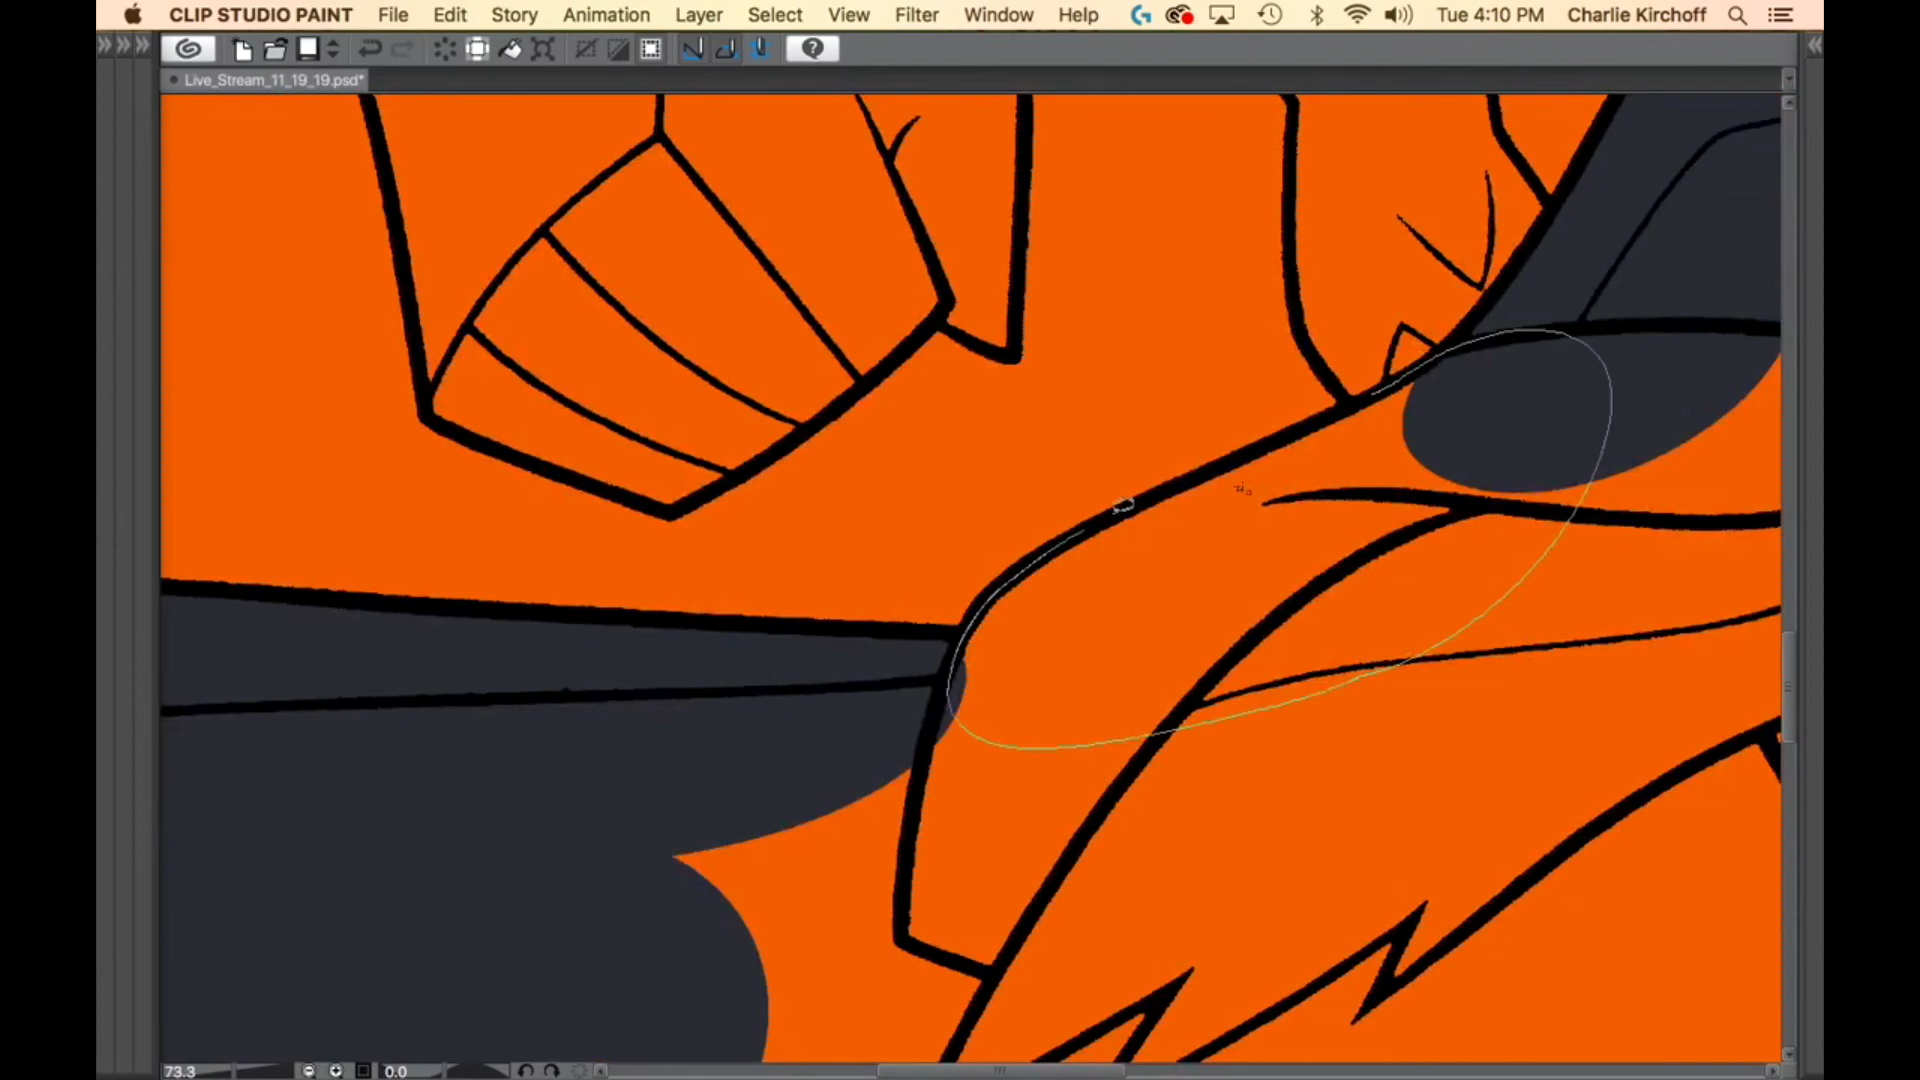 CLIP STUDIO PAINT File Edit Story Animation Layer Select View Filter Window Help Tue 4:10 PM Charlie Kirchoff
Live_Stream_11_19_19.psd*
73.3 0.0